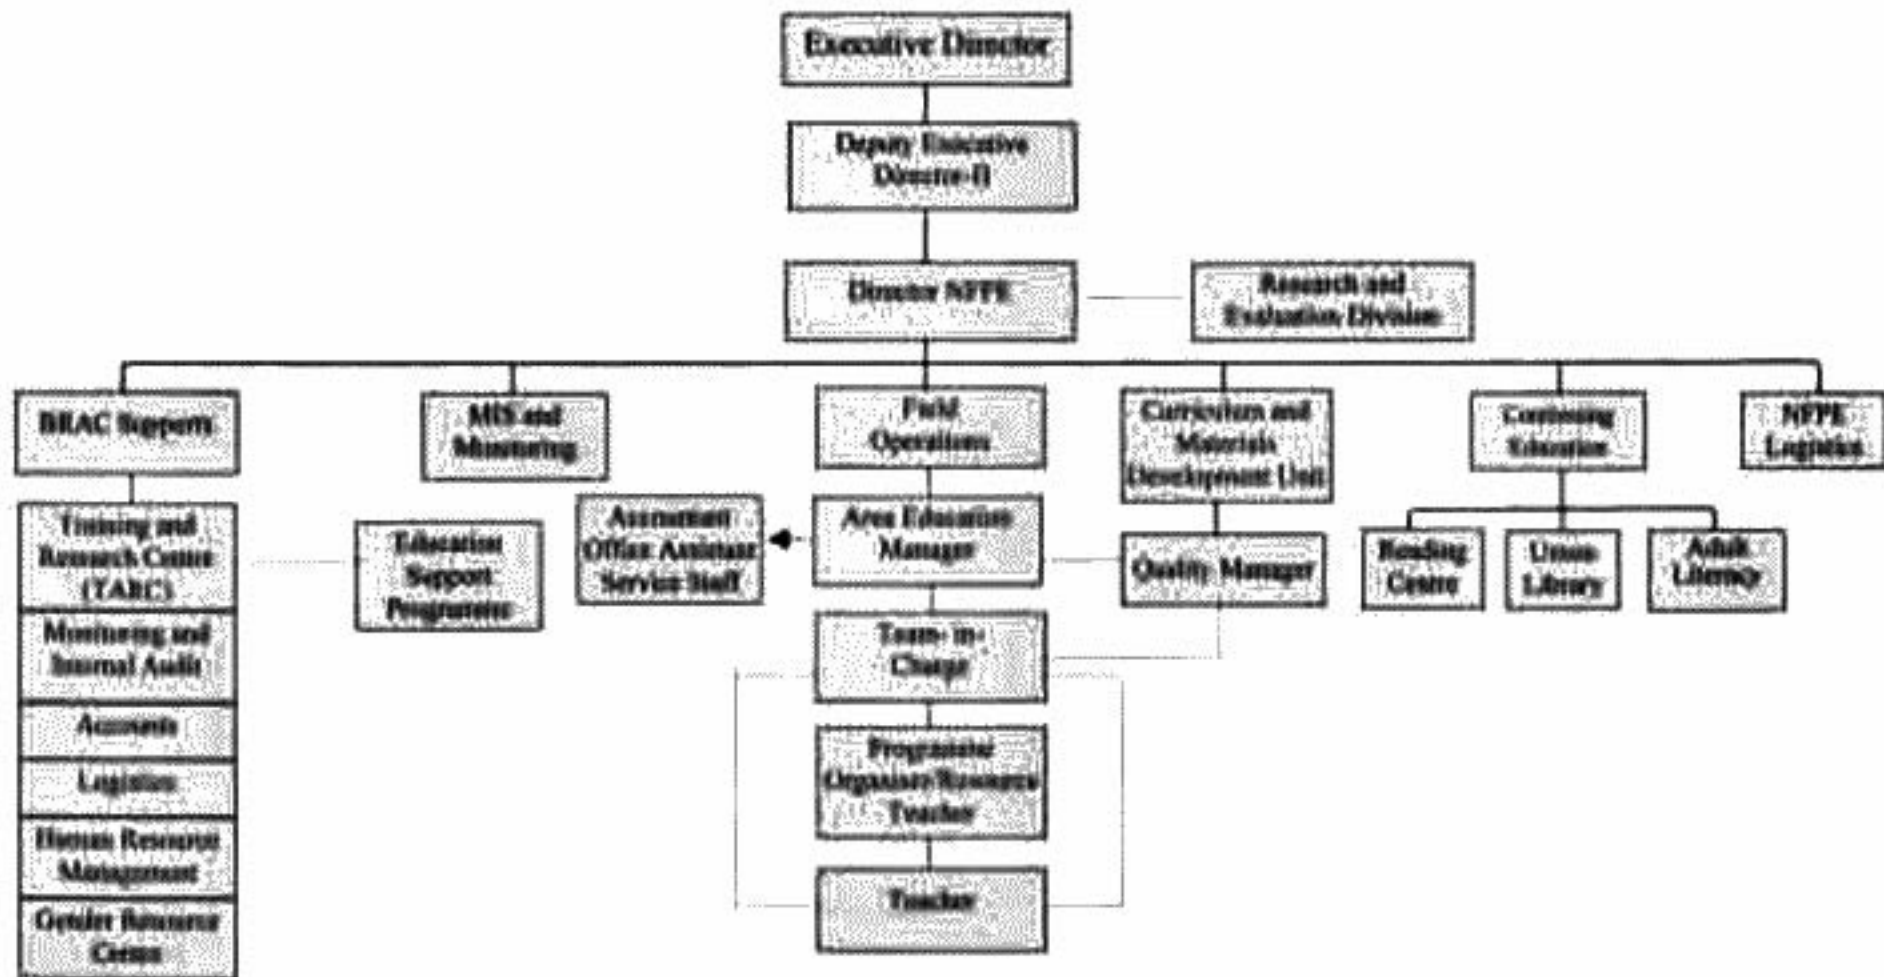 Executive Director
Deputy Executive
Director-II
Director NFPE
Research and
Evaluation Division
BRAC Supports
MIS and
Monitoring
Field
Operations
Curriculum and
Materials
Development Unit
Continuing
Education
NFPE
Logistics
Training and
Research Centre
(TARC)
Education
Support
Programme
Accountant
Office Assistant
Service Staff
Area Education
Manager
Quality Manager
Reading
Centre
Union
Library
Adult
Literacy
Monitoring and
Internal Audit
Team- in-
Charge
Accounts
Programme
Organiser/Resource
Teacher
Logistics
Human Resource
Management
Teacher
Gender Resource
Centre